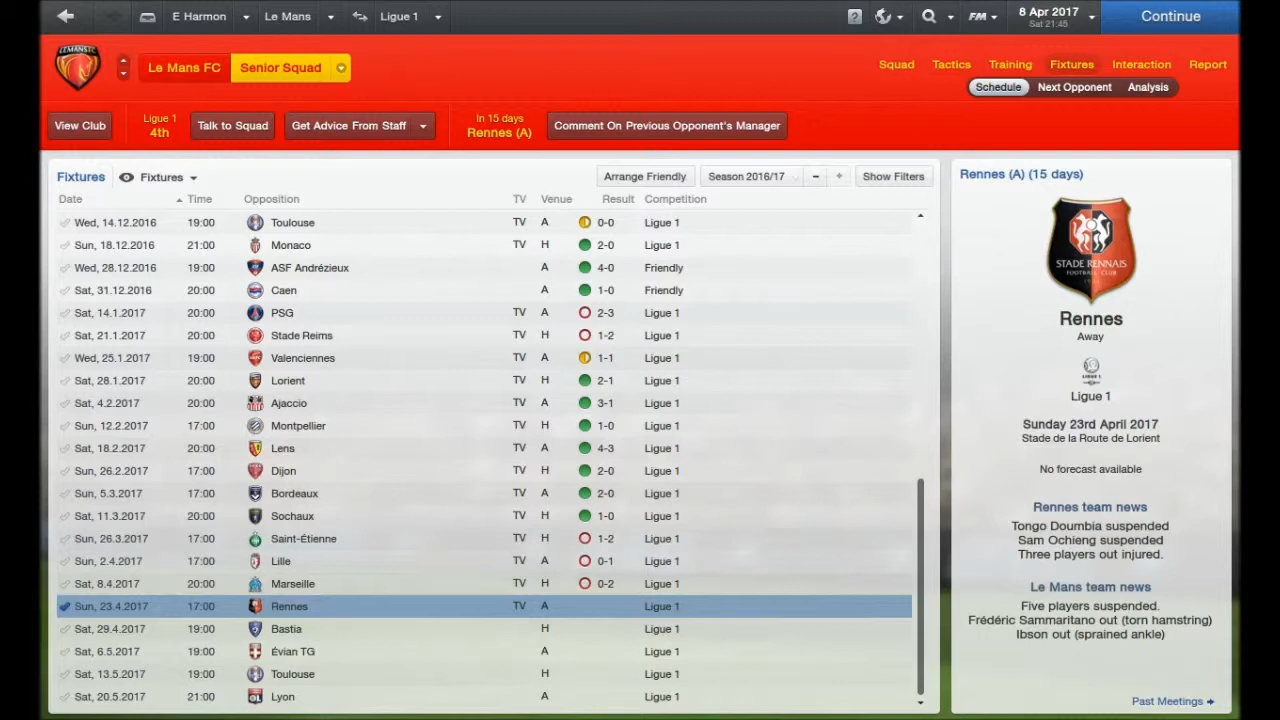 E Harmon Le Mans Ligue 1 ? FM 8 Apr 2017 Continue
Sat 21:45
LE MANS FC
Le Mans FC Senior Squad Squad Tactics Training Fixtures Interaction Report
Schedule Next Opponent Analysis
View Club Ligue 1 4th Talk to Squad Get Advice From Staff In 15 days Rennes (A) Comment On Previous Opponent's Manager
Fixtures Fixtures Arrange Friendly Season 2016/17 - + Show Filters
Date Time Opposition TV Venue Result Competition
Wed, 14.12.2016 19:00 Toulouse TV A 0-0 Ligue 1
Sun, 18.12.2016 21:00 Monaco TV H 2-0 Ligue 1
Wed, 28.12.2016 19:00 ASF Andrézieux A 4-0 Friendly
Sat, 31.12.2016 20:00 Caen A 1-0 Friendly
Sat, 14.1.2017 20:00 PSG TV A 2-3 Ligue 1
Sat, 21.1.2017 20:00 Stade Reims TV H 1-2 Ligue 1
Wed, 25.1.2017 19:00 Valenciennes TV A 1-1 Ligue 1
Sat, 28.1.2017 20:00 Lorient TV H 2-1 Ligue 1
Sat, 4.2.2017 20:00 Ajaccio TV A 3-1 Ligue 1
Sun, 12.2.2017 17:00 Montpellier TV H 1-0 Ligue 1
Sat, 18.2.2017 20:00 Lens TV A 4-3 Ligue 1
Sun, 26.2.2017 17:00 Dijon TV H 2-0 Ligue 1
Sun, 5.3.2017 17:00 Bordeaux TV A 2-0 Ligue 1
Sat, 11.3.2017 20:00 Sochaux TV H 1-0 Ligue 1
Sun, 26.3.2017 17:00 Saint-Étienne TV H 1-2 Ligue 1
Sun, 2.4.2017 17:00 Lille TV A 0-1 Ligue 1
Sat, 8.4.2017 20:00 Marseille TV H 0-2 Ligue 1
Sun, 23.4.2017 17:00 Rennes TV A Ligue 1
Sat, 29.4.2017 19:00 Bastia H Ligue 1
Sat, 6.5.2017 19:00 Évian TG A Ligue 1
Sat, 13.5.2017 19:00 Toulouse H Ligue 1
Sat, 20.5.2017 21:00 Lyon A Ligue 1
Rennes (A) (15 days)
STADE RENNAIS
FOOTBALL CLUB
Rennes
Away
LIGUE 1
Ligue 1
Sunday 23rd April 2017
Stade de la Route de Lorient
No forecast available
Rennes team news
Tongo Doumbia suspended
Sam Ochieng suspended
Three players out injured.
Le Mans team news
Five players suspended.
Frédéric Sammaritano out (torn hamstring)
Ibson out (sprained ankle)
Past Meetings